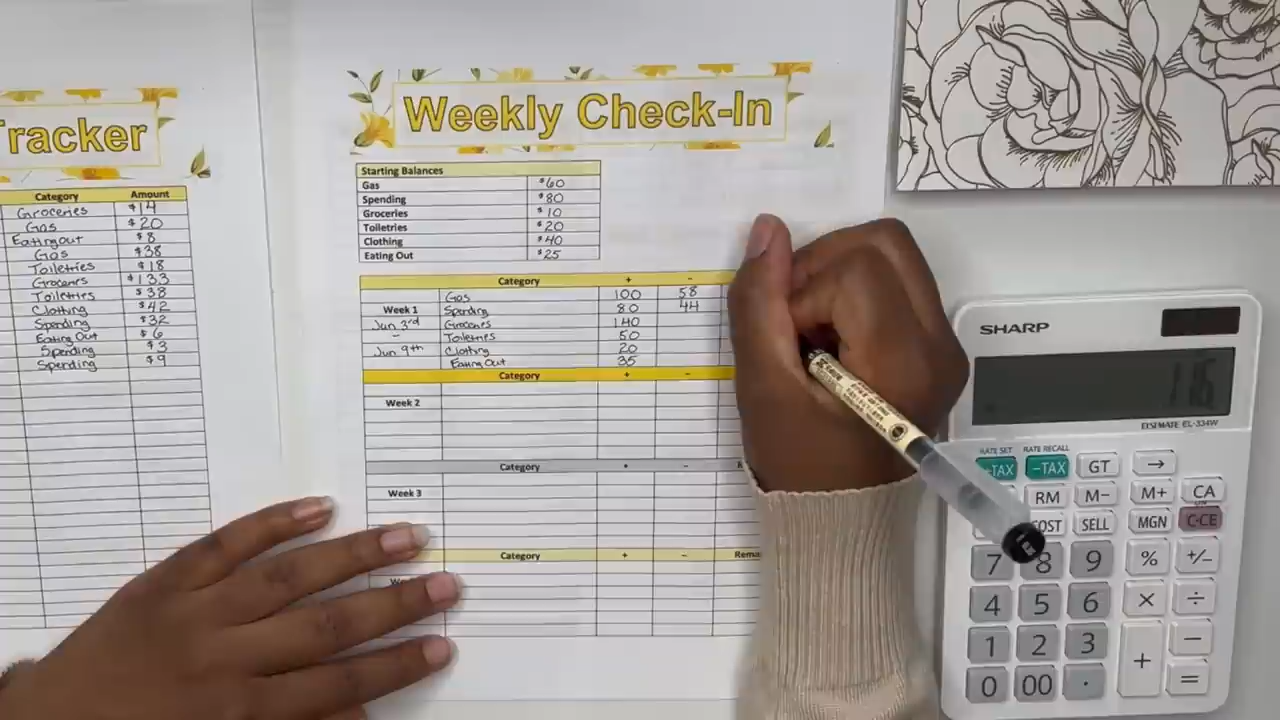 Tracker
Category Amount
Groceries $14
Gas $20
Eating out $8
Gas $38
Toiletries $18
Groceries $133
Toiletries $38
Clothing $42
Spending $32
Eating Out $6
Spending $3
Spending $9
Weekly Check-In
Starting Balances
Gas $60
Spending $80
Groceries $10
Toiletries $20
Clothing $40
Eating Out $25
Category + -
Gas 100 58
Week 1 Spending 80 44
Jun 3rd Groceries 140
- Toiletries 50
Jun 9th Clothing 20
Eating Out 35
Category + -
Week 2
Category + -
Week 3
Category + -
SHARP
116
ELSI MATE EL-334W
RATE SET RATE RECALL
+TAX -TAX GT →
RM M- M+ CA
COST SELL MGN C·CE
7 8 9 % +/-
4 5 6 × ÷
1 2 3 + −
0 00 · =